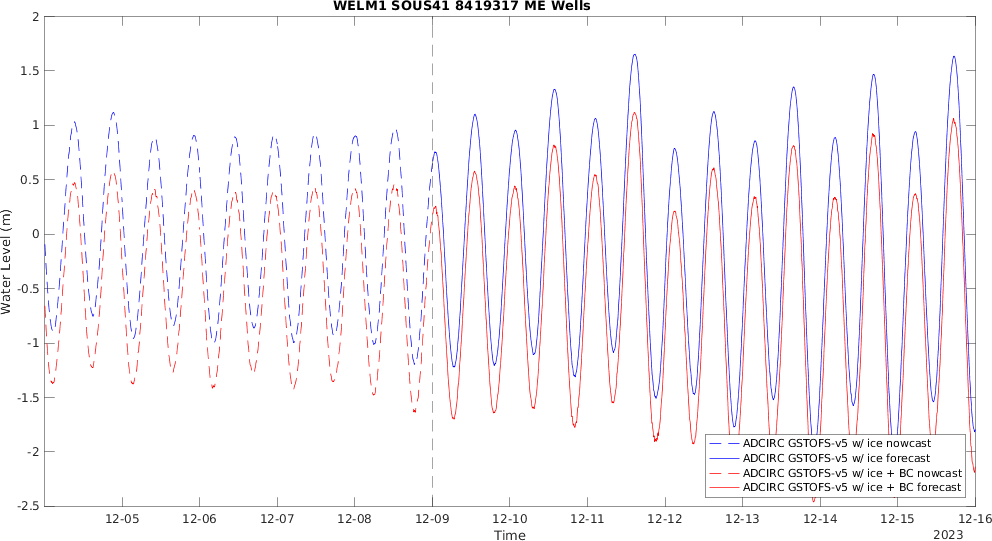 WELM1 SOUS41 8419317 ME Wells
2
1.5
1
0.5
0
-0.5
-1
-1.5
-2
-2.5
Water Level (m)
ADCIRC GSTOFS-v5 w/ ice nowcast
ADCIRC GSTOFS-v5 w/ ice forecast
ADCIRC GSTOFS-v5 w/ ice + BC nowcast
ADCIRC GSTOFS-v5 w/ ice + BC forecast
12-05 12-06 12-07 12-08 12-09 12-10 12-11 12-12 12-13 12-14 12-15 12-16
Time
2023